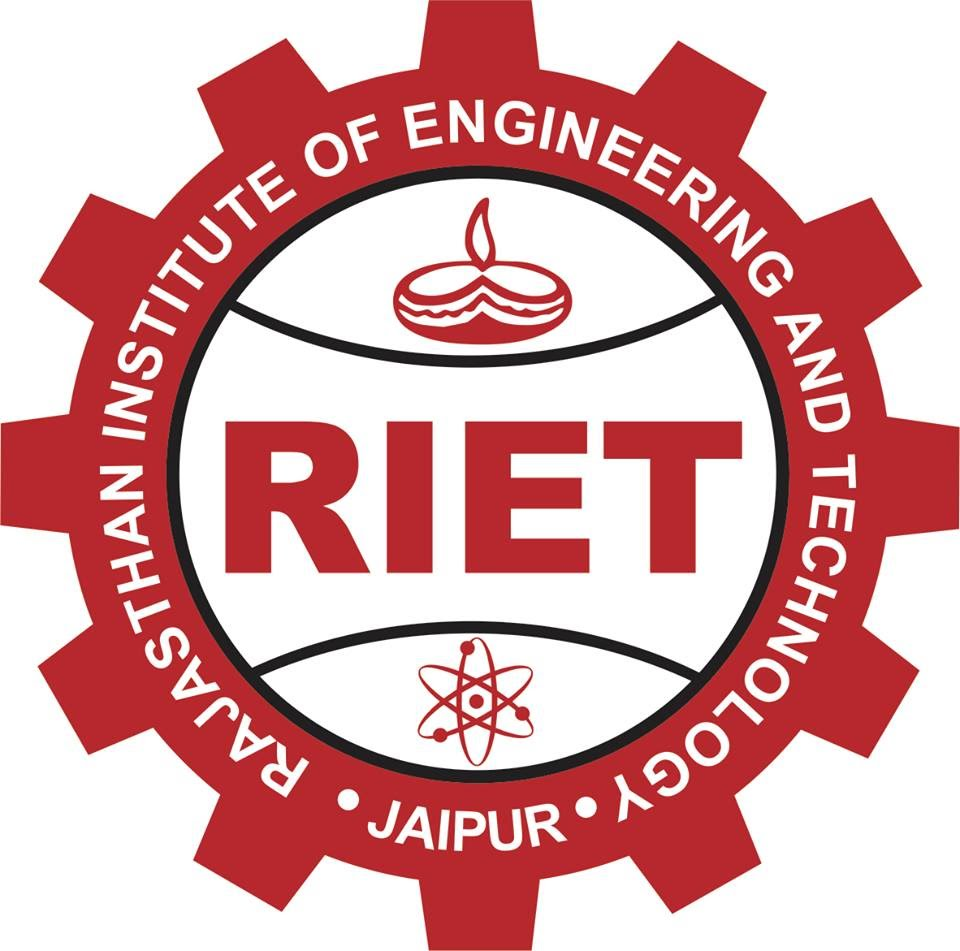 RAJASTHAN INSTITUTE OF ENGINEERING AND TECHNOLOGY
RIET
• JAIPUR •